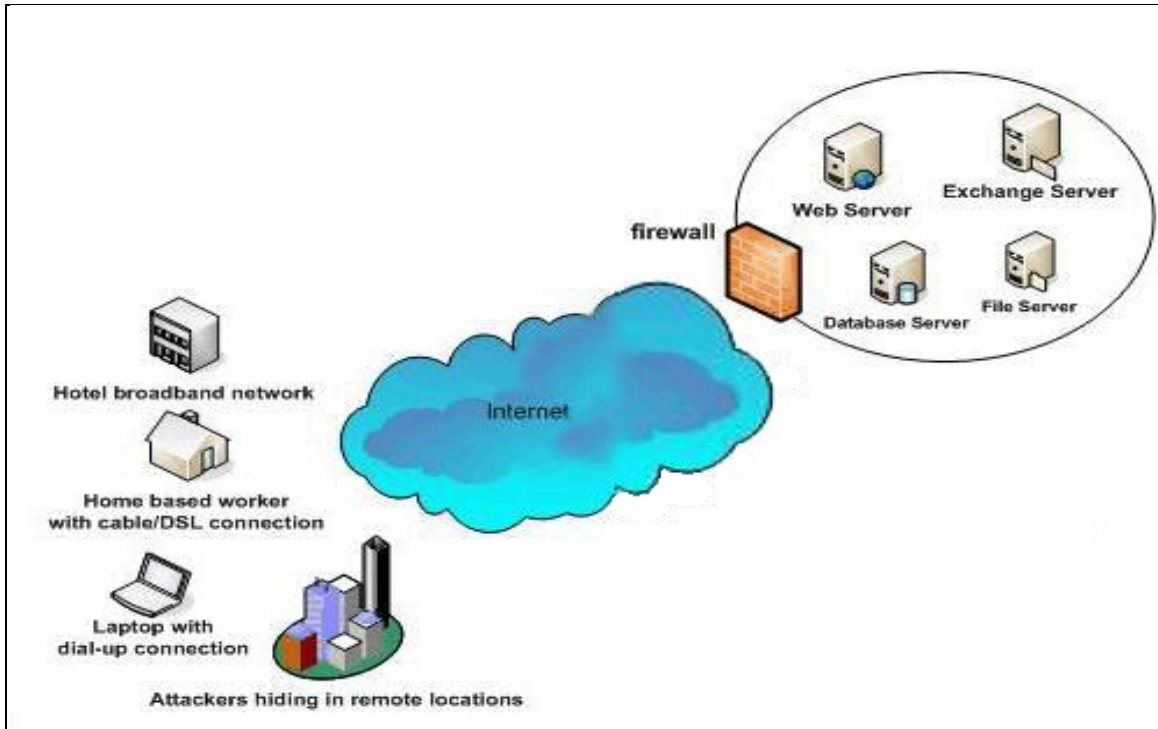 Web Server
Exchange Server
firewall
Database Server
File Server
Internet
Hotel broadband network
Home based worker
with cable/DSL connection
Laptop with
dial-up connection
Attackers hiding in remote locations